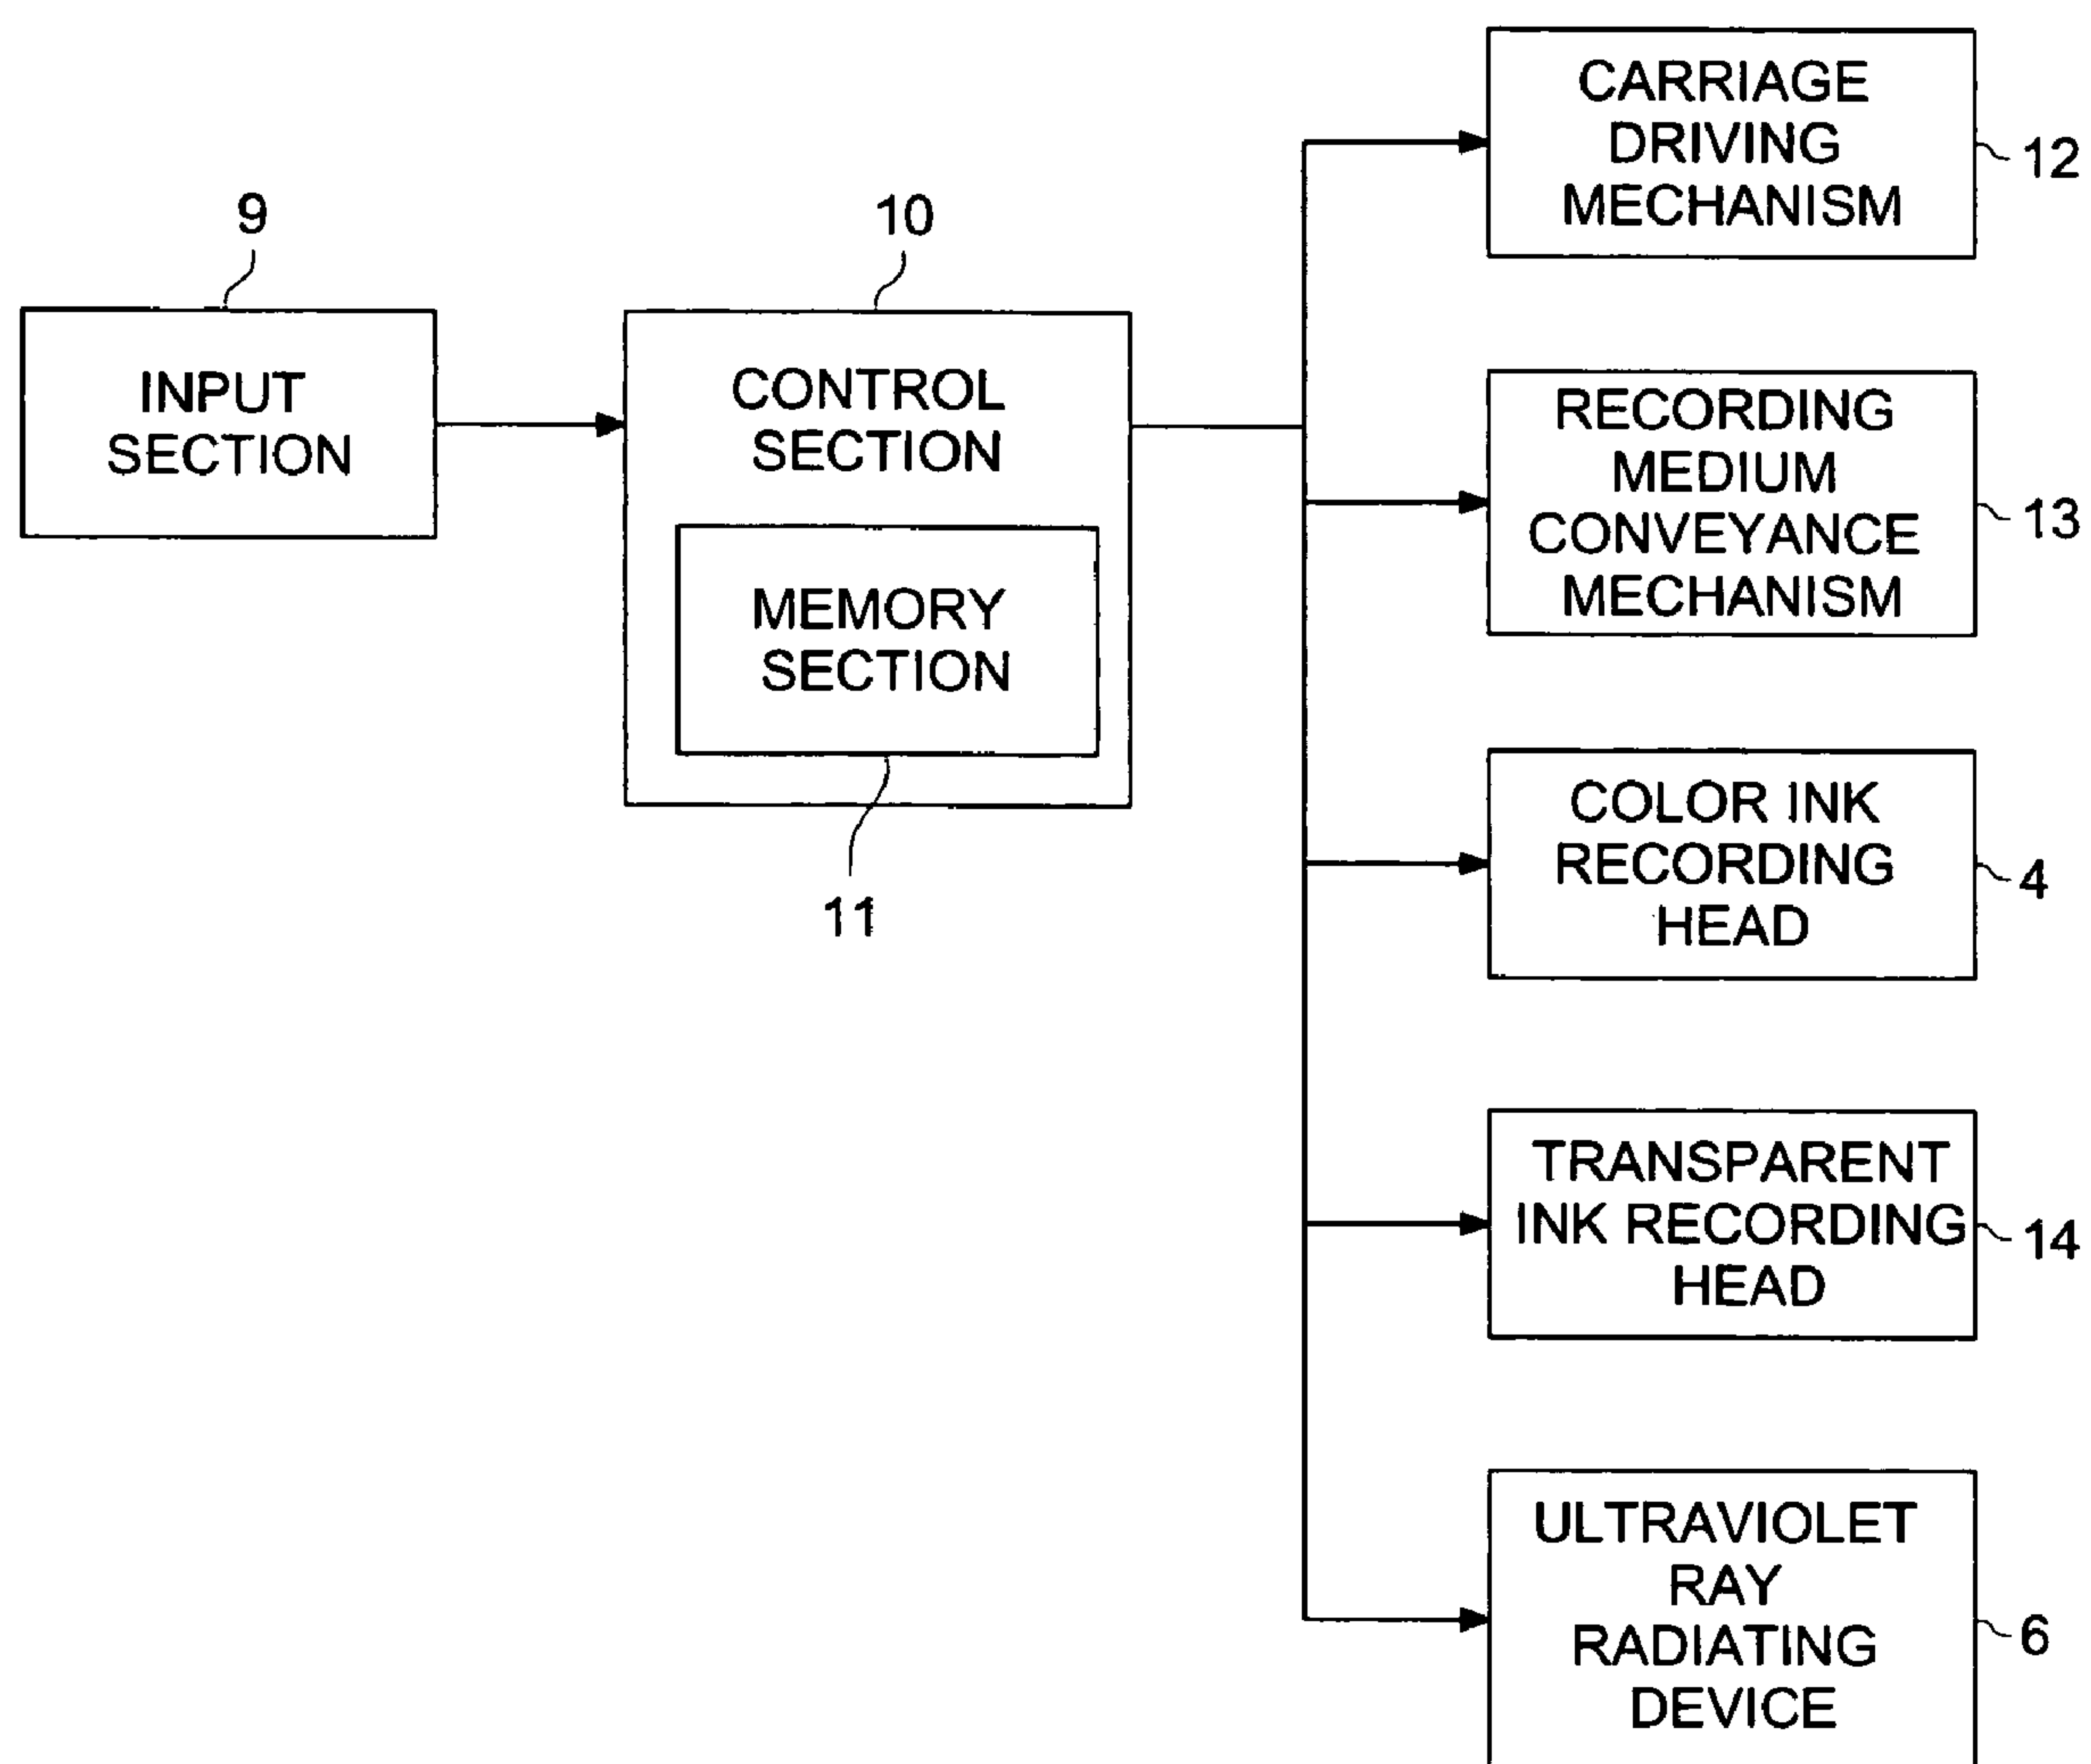 9
INPUT
SECTION
10
CONTROL
SECTION
MEMORY
SECTION
11
CARRIAGE
DRIVING
MECHANISM
12
RECORDING
MEDIUM
CONVEYANCE
MECHANISM
13
COLOR INK
RECORDING
HEAD
4
TRANSPARENT
INK RECORDING
HEAD
14
ULTRAVIOLET
RAY
RADIATING
DEVICE
6